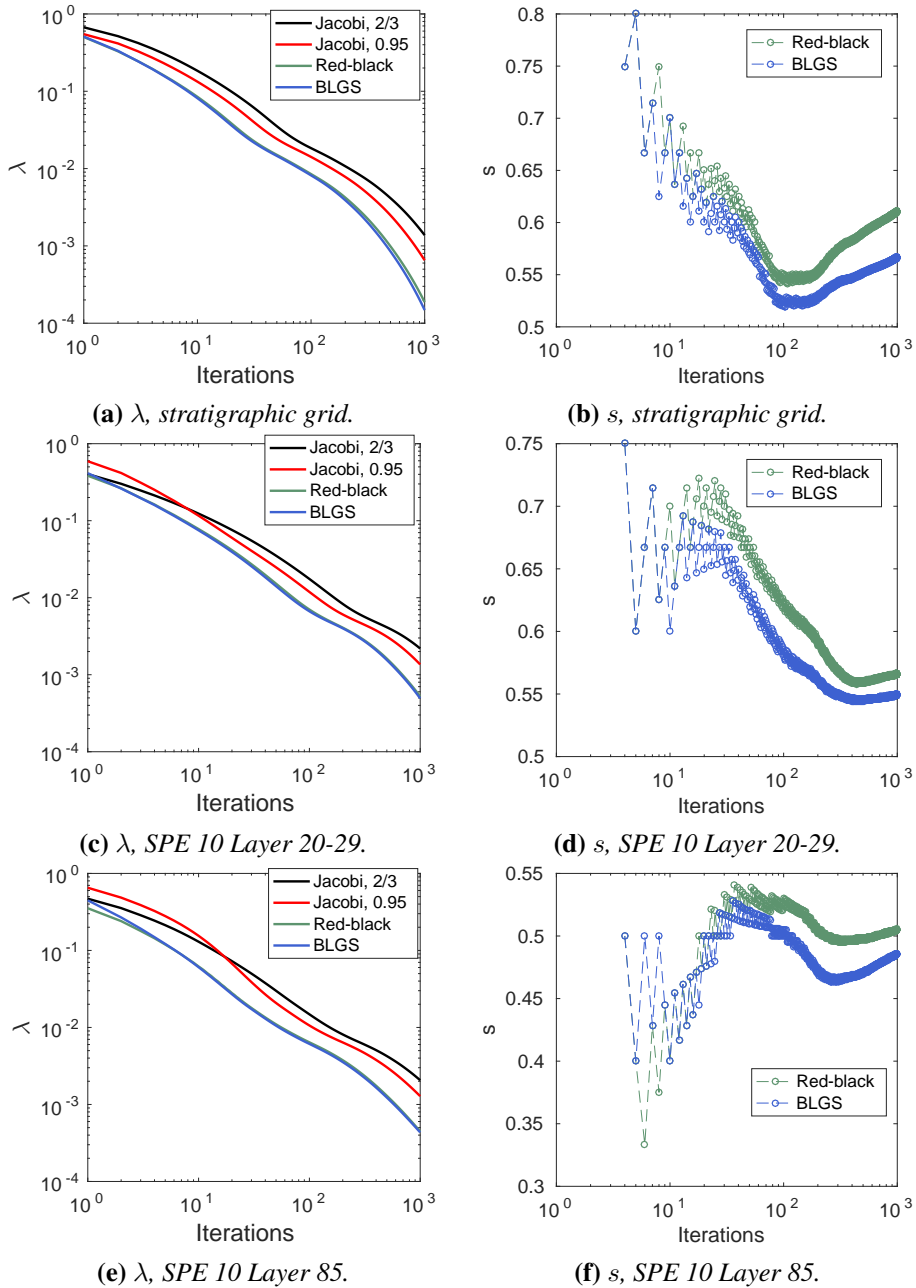 10^0
10^-1
10^-2
10^-3
10^-4
λ
10^0 10^1 10^2 10^3
Iterations
Jacobi, 2/3
Jacobi, 0.95
Red-black
BLGS
(a) λ, stratigraphic grid.
0.8
0.75
0.7
0.65
0.6
0.55
0.5
s
10^0 10^1 10^2 10^3
Iterations
Red-black
BLGS
(b) s, stratigraphic grid.
10^0
10^-1
10^-2
10^-3
10^-4
λ
10^0 10^1 10^2 10^3
Iterations
Jacobi, 2/3
Jacobi, 0.95
Red-black
BLGS
(c) λ, SPE 10 Layer 20-29.
0.75
0.7
0.65
0.6
0.55
0.5
s
10^0 10^1 10^2 10^3
Iterations
Red-black
BLGS
(d) s, SPE 10 Layer 20-29.
10^0
10^-1
10^-2
10^-3
10^-4
λ
10^0 10^1 10^2 10^3
Iterations
Jacobi, 2/3
Jacobi, 0.95
Red-black
BLGS
(e) λ, SPE 10 Layer 85.
0.55
0.5
0.45
0.4
0.35
0.3
s
10^0 10^1 10^2 10^3
Iterations
Red-black
BLGS
(f) s, SPE 10 Layer 85.